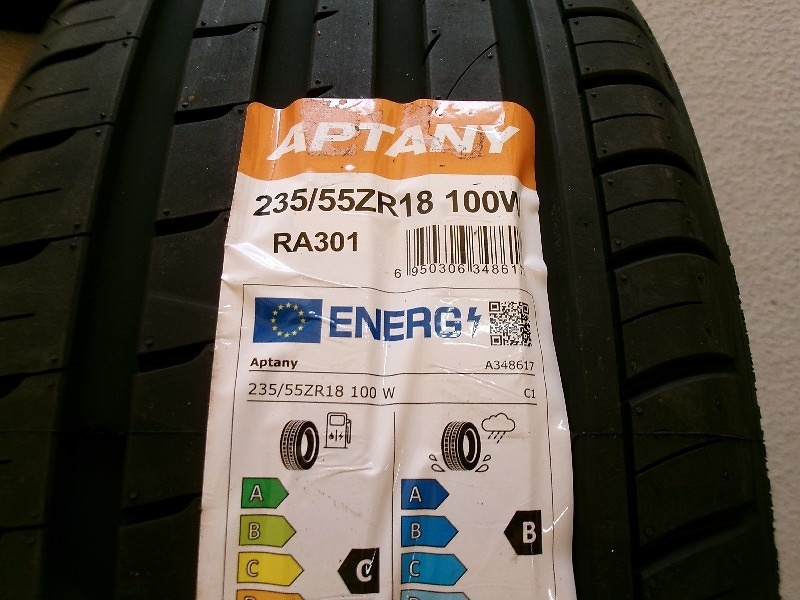 APTANY
235/55ZR18 100W
RA301
6 950306 34861
ENERG
Aptany A348617
235/55ZR18 100 W C1
A A
B B B
C C C